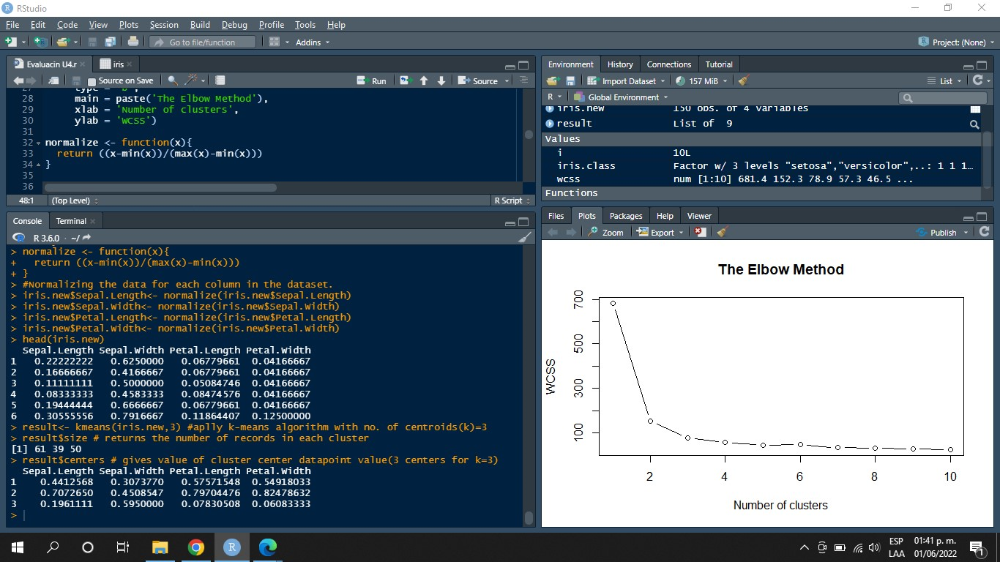 RStudio
File Edit Code View Plots Session Build Debug Profile Tools Help
Go to file/function Addins Project: (None)
Evaluacin U4.r iris
Source on Save Run Source
28 main = paste('The Elbow Method'),
29 xlab = 'Number of clusters',
30 ylab = 'WCSS')
31
32 normalize <- function(x){
33 return ((x-min(x))/(max(x)-min(x)))
34 }
35
36
48:1 (Top Level) R Script
Console Terminal
R 3.6.0 · ~/
> normalize <- function(x){
+ return ((x-min(x))/(max(x)-min(x)))
+ }
> #Normalizing the data for each column in the dataset.
> iris.new$Sepal.Length<- normalize(iris.new$Sepal.Length)
> iris.new$Sepal.Width<- normalize(iris.new$Sepal.Width)
> iris.new$Petal.Length<- normalize(iris.new$Petal.Length)
> iris.new$Petal.Width<- normalize(iris.new$Petal.Width)
> head(iris.new)
Sepal.Length Sepal.Width Petal.Length Petal.Width
1 0.22222222 0.6250000 0.06779661 0.04166667
2 0.16666667 0.4166667 0.06779661 0.04166667
3 0.11111111 0.5000000 0.05084746 0.04166667
4 0.08333333 0.4583333 0.08474576 0.04166667
5 0.19444444 0.6666667 0.06779661 0.04166667
6 0.30555556 0.7916667 0.11864407 0.12500000
> result<- kmeans(iris.new,3) #aplly k-means algorithm with no. of centroids(k)=3
> result$size # returns the number of records in each cluster
[1] 61 39 50
> result$centers # gives value of cluster center datapoint value(3 centers for k=3)
Sepal.Length Sepal.Width Petal.Length Petal.Width
1 0.4412568 0.3073770 0.57571548 0.54918033
2 0.7072650 0.4508547 0.79704476 0.82478632
3 0.1961111 0.5950000 0.07830508 0.06083333
>
Environment History Connections Tutorial
Import Dataset 157 MiB List
R Global Environment
iris.new 150 obs. of 4 variables
result List of 9
Values
i 10L
iris.class Factor w/ 3 levels "setosa","versicolor",..: 1 1 1…
wcss num [1:10] 681.4 152.3 78.9 57.3 46.5 ...
Functions
Files Plots Packages Help Viewer
Zoom Export Publish
The Elbow Method
700
500
300
100
WCSS
2 4 6 8 10
Number of clusters
R ESP 01:41 p. m.
LAA 01/06/2022 1